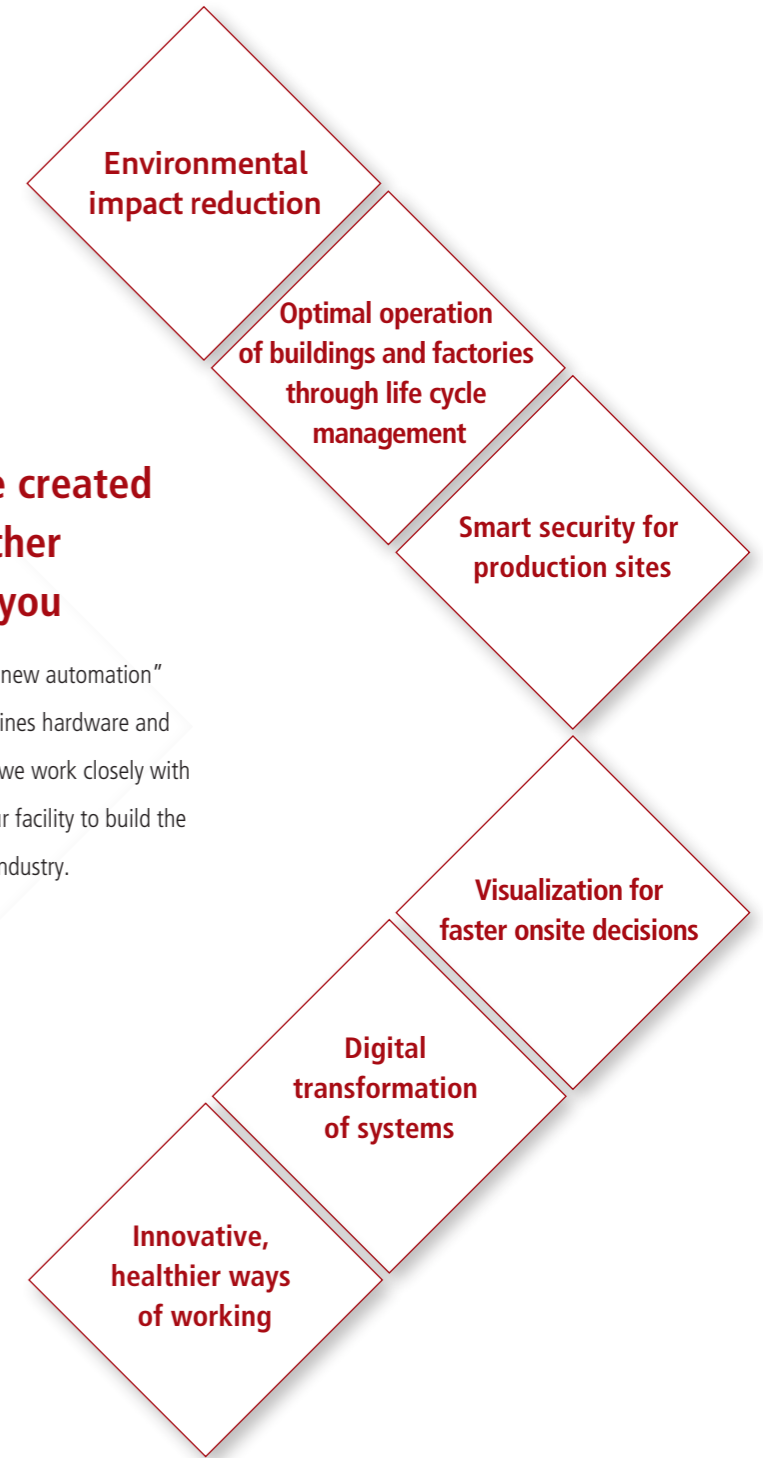 Environmental
impact reduction
Optimal operation
of buildings and factories
through life cycle
management
Smart security for
production sites
e created
ther
you
new automation”
ines hardware and
we work closely with
r facility to build the
ndustry.
Visualization for
faster onsite decisions
Digital
transformation
of systems
Innovative,
healthier ways
of working